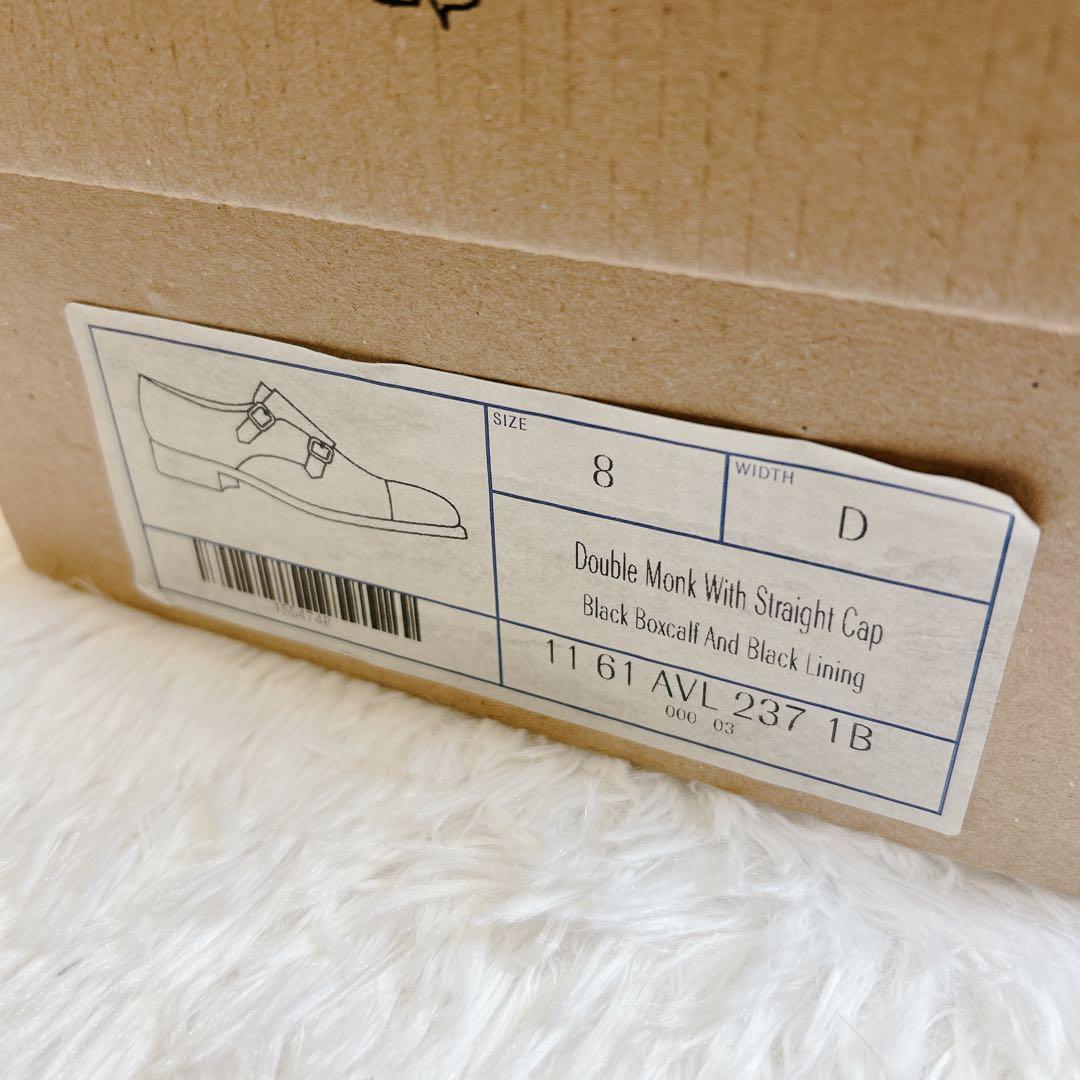 SIZE
8
WIDTH
D
Double Monk With Straight Cap
Black Boxcalf And Black Lining
11 61 AVL 237 1B
000 03